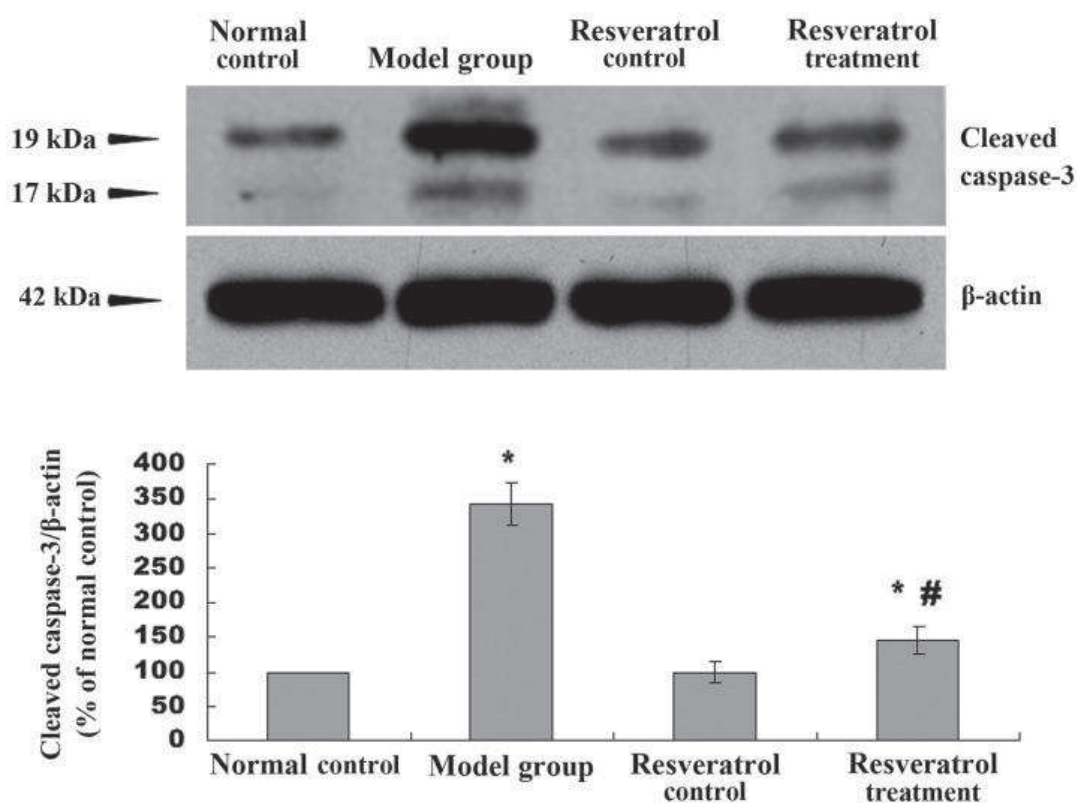 Normal
control
Model group
Resveratrol
control
Resveratrol
treatment
19 kDa
17 kDa
Cleaved
caspase-3
42 kDa
β-actin
Cleaved caspase-3/β-actin
(% of normal control)
400
350
300
250
200
150
100
50
0
*
* #
Normal control
Model group
Resveratrol
control
Resveratrol
treatment